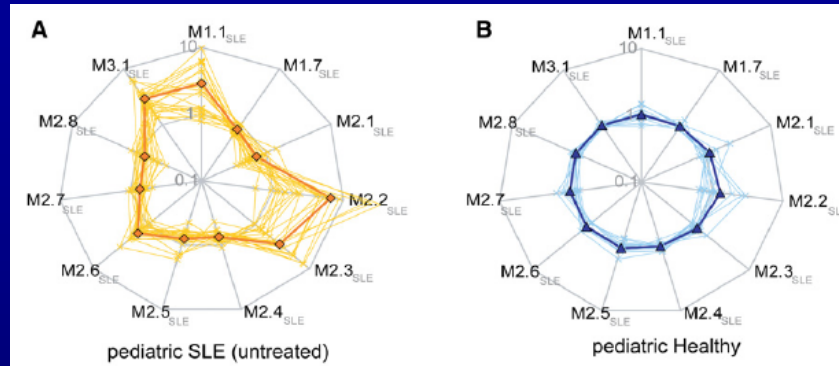 A
M1.1SLE
10
M3.1SLE
M1.7SLE
M2.8SLE
1
M2.1SLE
0.1
M2.7SLE
M2.2SLE
M2.6SLE
M2.3SLE
M2.5SLE
M2.4SLE
pediatric SLE (untreated)
B
M1.1SLE
10
M3.1SLE
M1.7SLE
M2.8SLE
1
M2.1SLE
0.1
M2.7SLE
M2.2SLE
M2.6SLE
M2.3SLE
M2.5SLE
M2.4SLE
pediatric Healthy